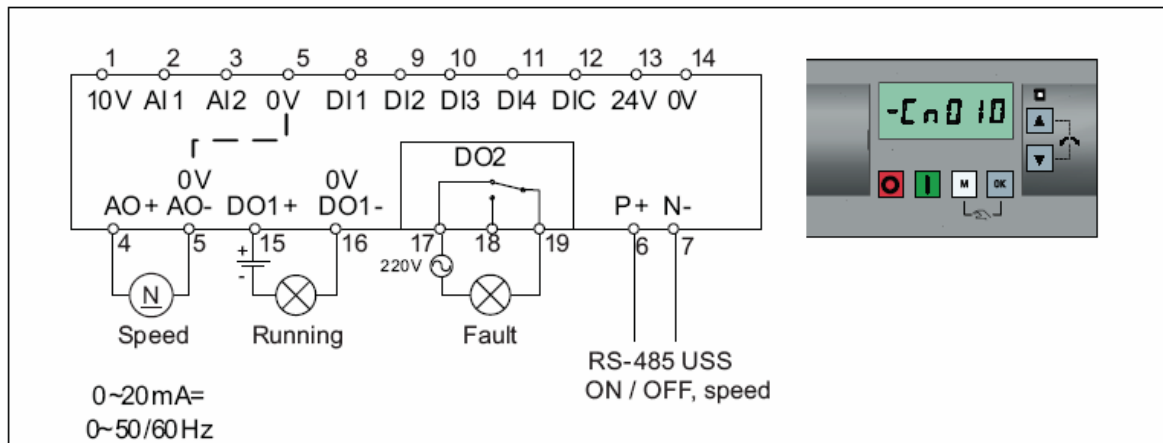 1 2 3 5 8 9 10 11 12 13 14
10V AI1 AI2 0V DI1 DI2 DI3 DI4 DIC 24V 0V
-Cn010
DO2
0V 0V
AO+ AO- DO1+ DO1- P+ N-
4 5 15 16 17 18 19 6 7
+
-
220V
M OK
N
Speed Running Fault
RS-485 USS
ON / OFF, speed
0~20mA=
0~50/60Hz